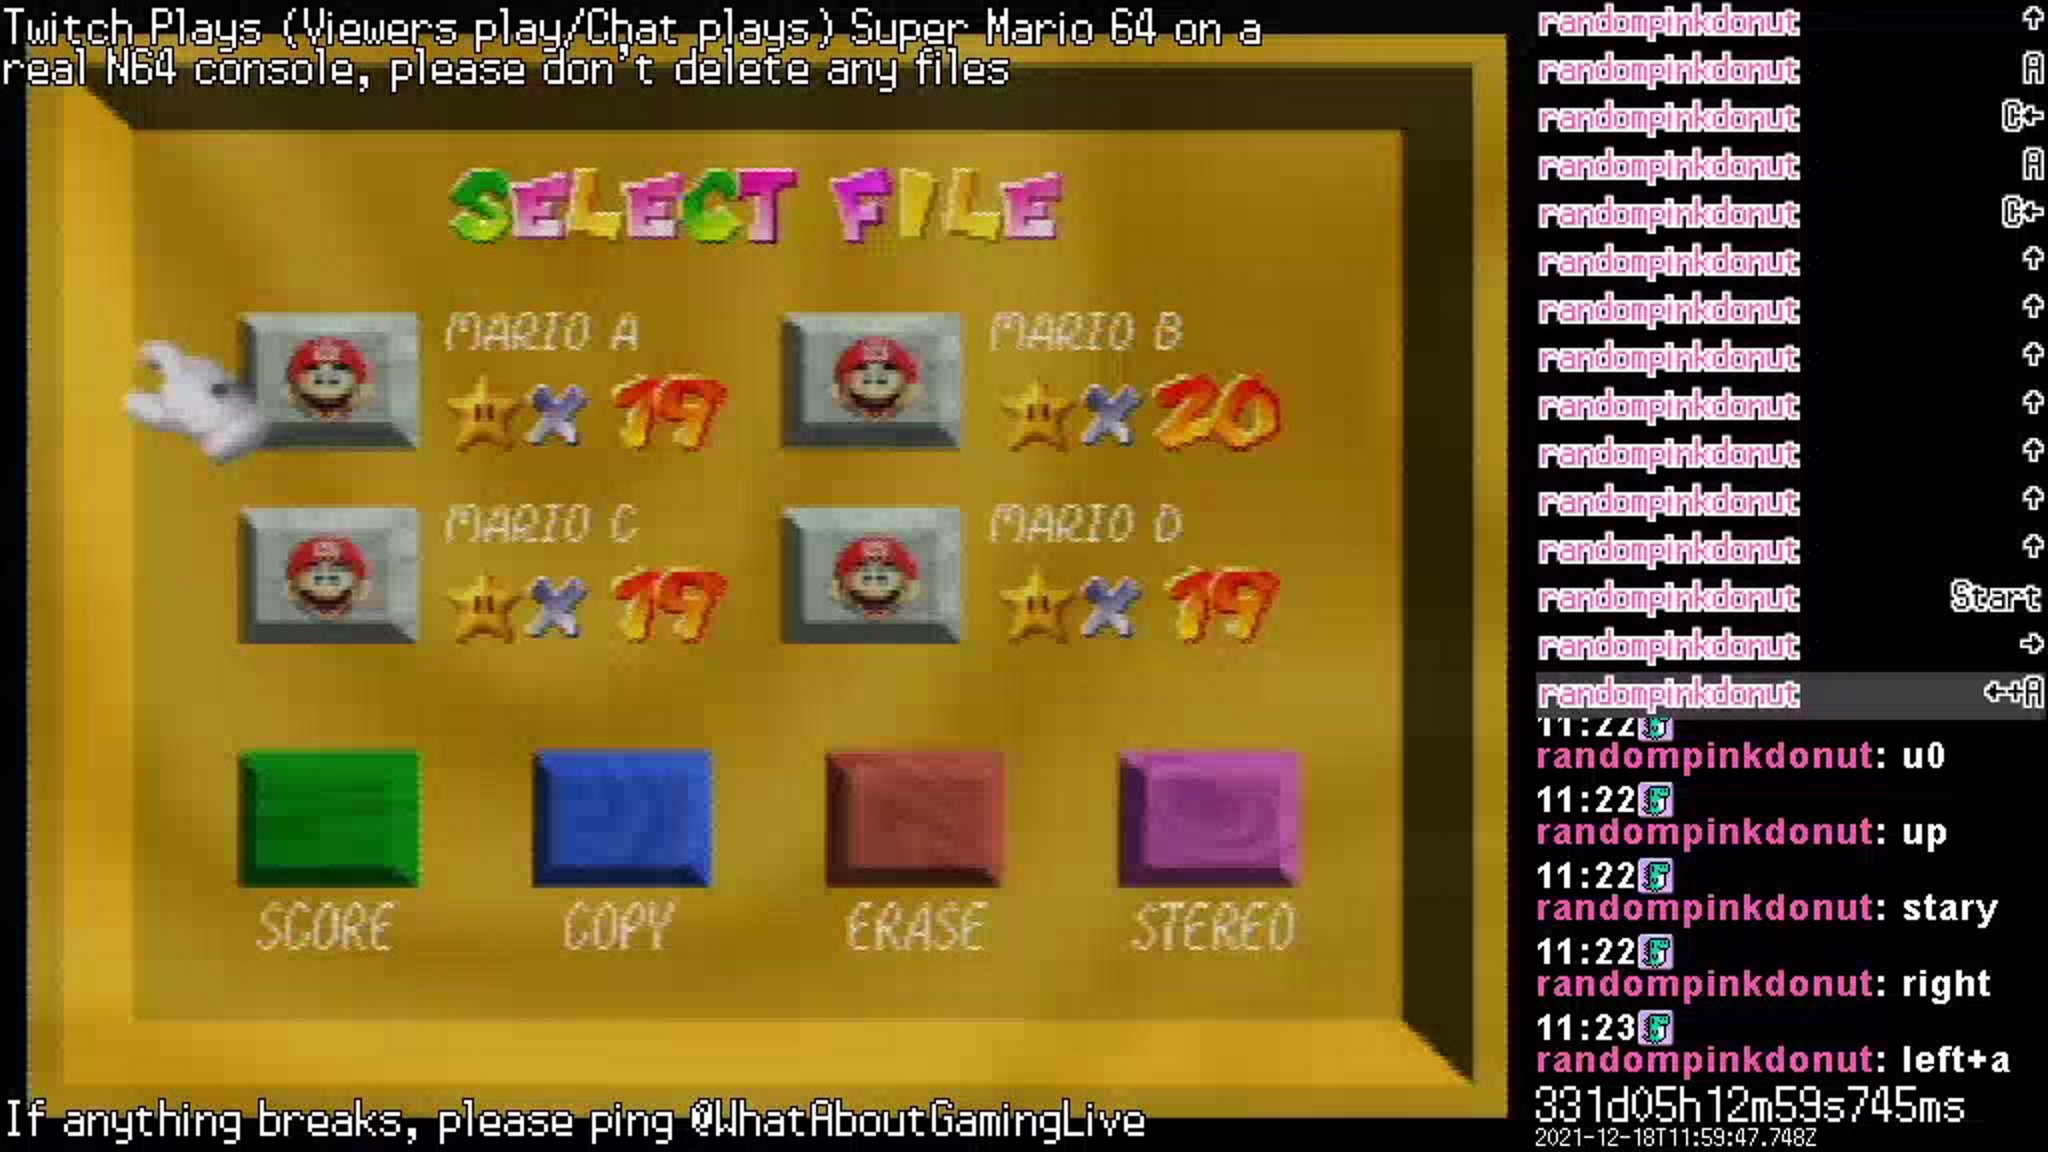 Twitch Plays (Viewers play/Chat plays) Super Mario 64 on a
real N64 console, please don't delete any files
SELECT FILE
MARIO A
MARIO B
19
20
MARIO C
MARIO D
19
19
SCORE
COPY
ERASE
STEREO
If anything breaks, please ping @WhatAboutGamingLive
randompinkdonut ↑
randompinkdonut A
randompinkdonut C←
randompinkdonut A
randompinkdonut C←
randompinkdonut ↑
randompinkdonut ↑
randompinkdonut ↑
randompinkdonut ↑
randompinkdonut ↑
randompinkdonut ↑
randompinkdonut ↑
randompinkdonut Start
randompinkdonut →
randompinkdonut ←+A
11:22
randompinkdonut: u0
11:22
randompinkdonut: up
11:22
randompinkdonut: stary
11:22
randompinkdonut: right
11:23
randompinkdonut: left+a
331d05h12m59s745ms
2021-12-18T11:59:47.748Z